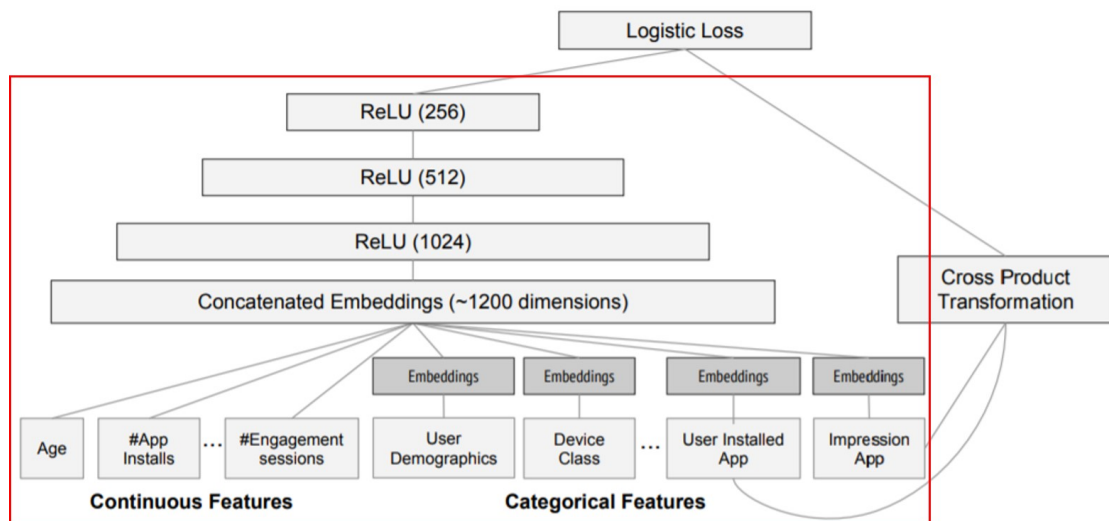 Logistic Loss
ReLU (256)
ReLU (512)
ReLU (1024)
Concatenated Embeddings (~1200 dimensions)
Cross Product
Transformation
Embeddings
Embeddings
Embeddings
Embeddings
Age
#App
Installs
...
#Engagement
sessions
User
Demographics
Device
Class
...
User Installed
App
Impression
App
Continuous Features
Categorical Features